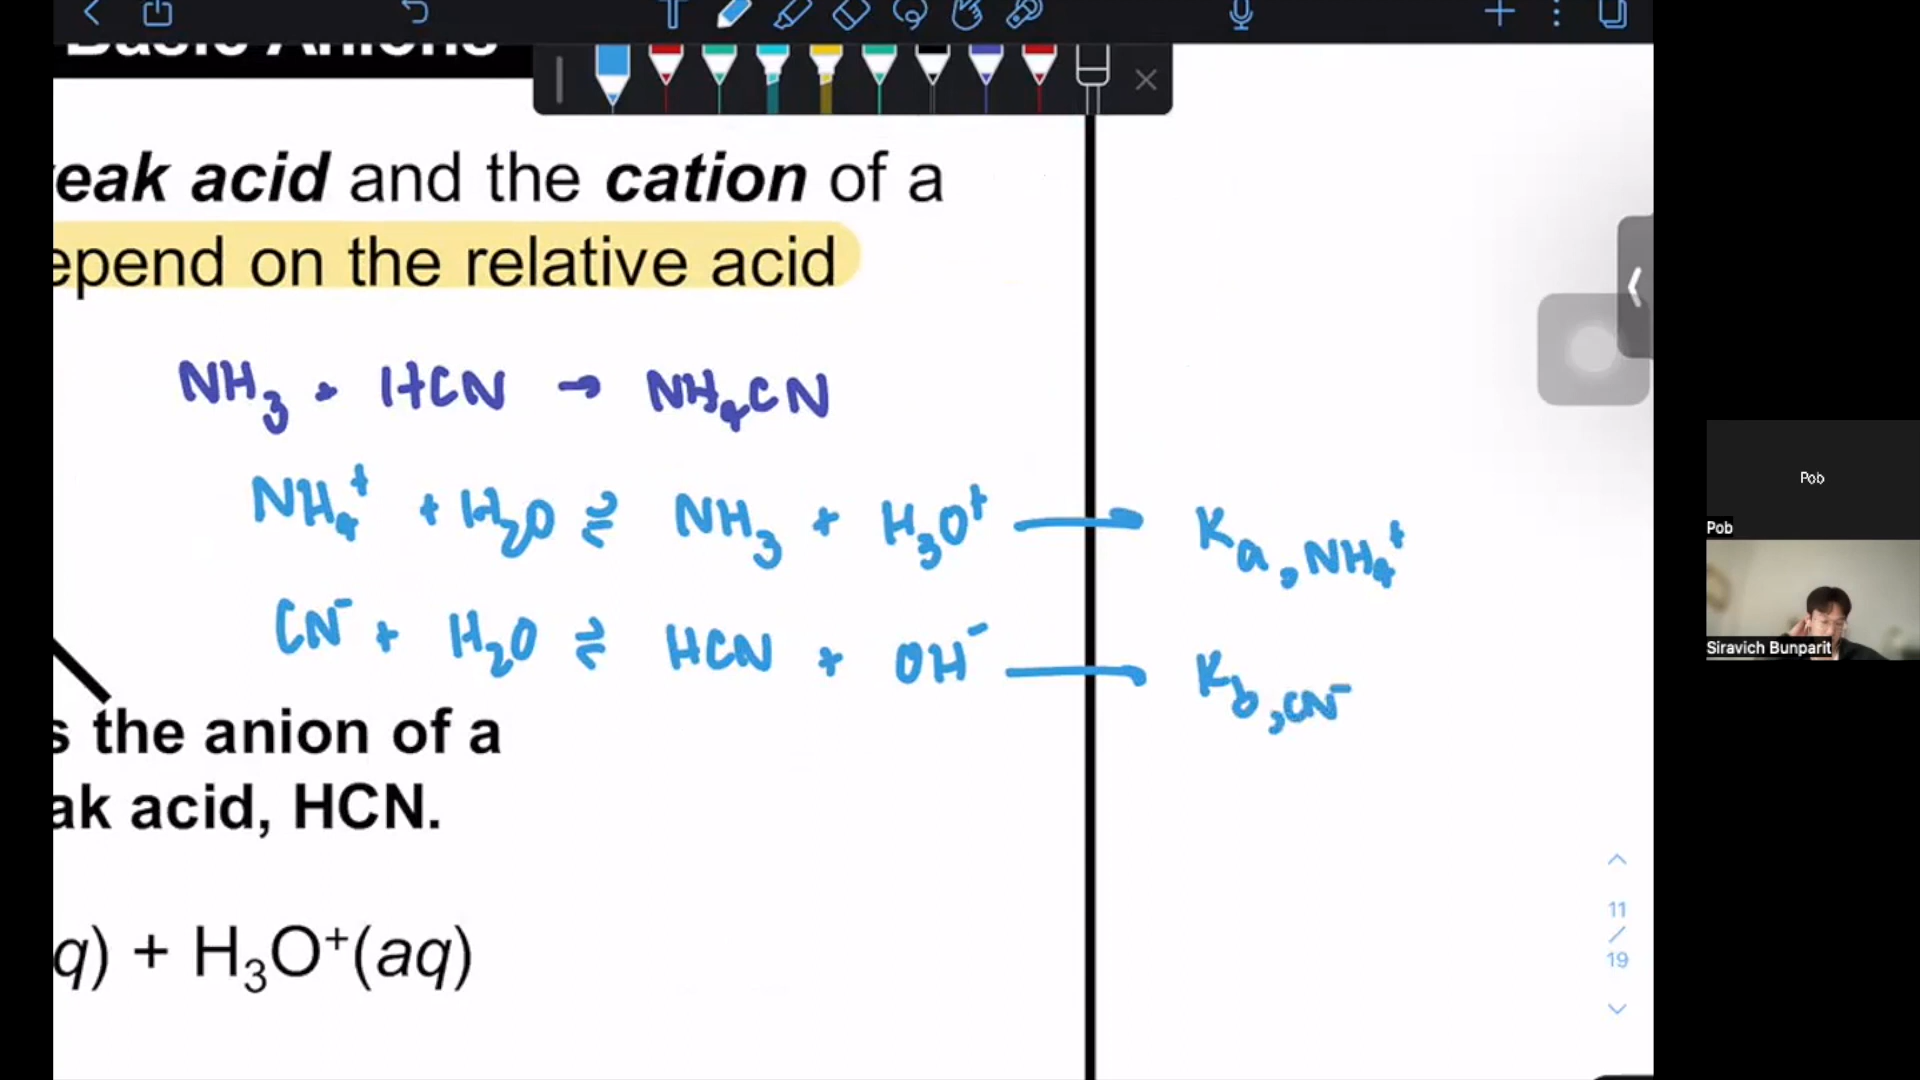 Basic Anions
eak acid and the cation of a
epend on the relative acid
NH₃ + HCN → NH₄CN
NH₄⁺ + H₂O ⇌ NH₃ + H₃O⁺ — Ka, NH₄⁺
CN⁻ + H₂O ⇌ HCN + OH⁻ — Kb, CN⁻
s the anion of a
ak acid, HCN.
q) + H₃O⁺(aq)
11
/
19
Pob
Pob
Siravich Bunparit